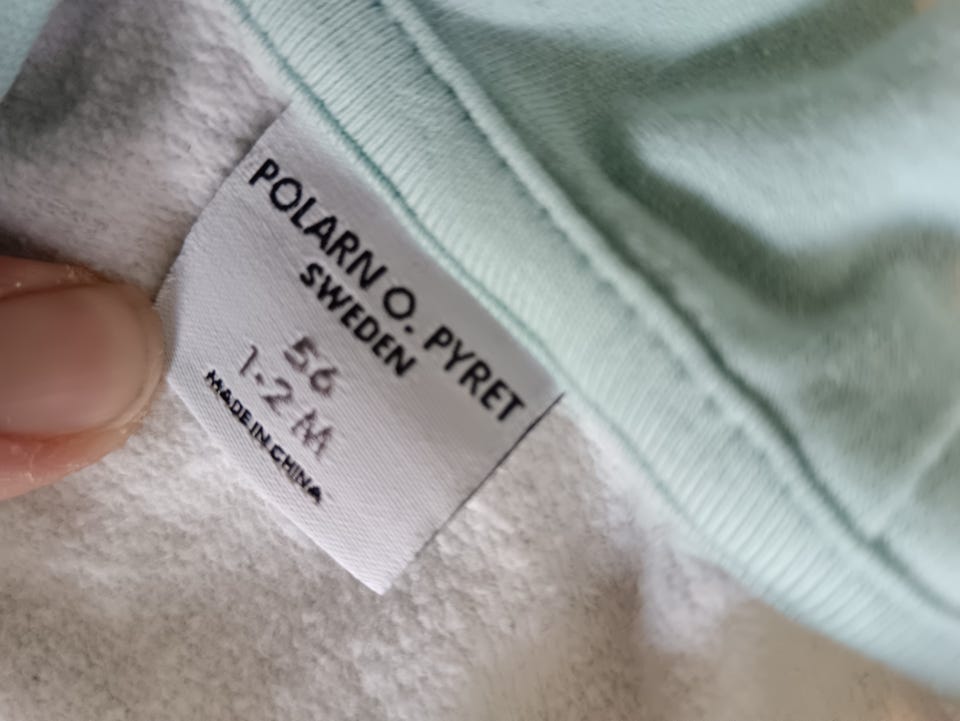 POLARN O. PYRET
SWEDEN
56
1-2 M
MADE IN CHINA